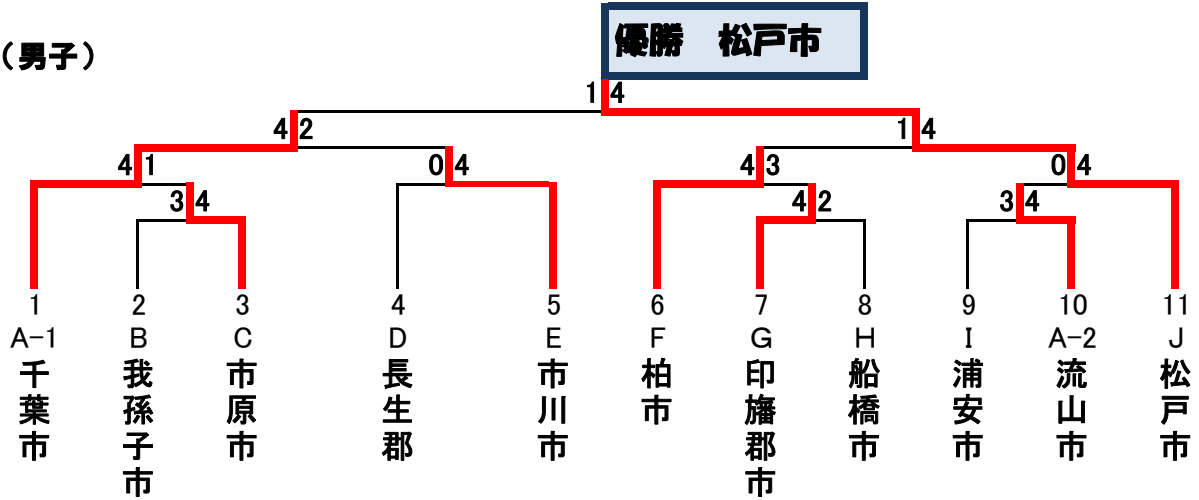 優勝　松戸市
（男子）
1 4
4 2
1 4
4 1
0 4
4 3
0 4
3 4
4 2
3 4
1 2 3 4 5 6 7 8 9 10 11
A-1 B C D E F G H I A-2 J
千葉市
我孫子市
市原市
長生郡
市川市
柏市
印旛郡市
船橋市
浦安市
流山市
松戸市